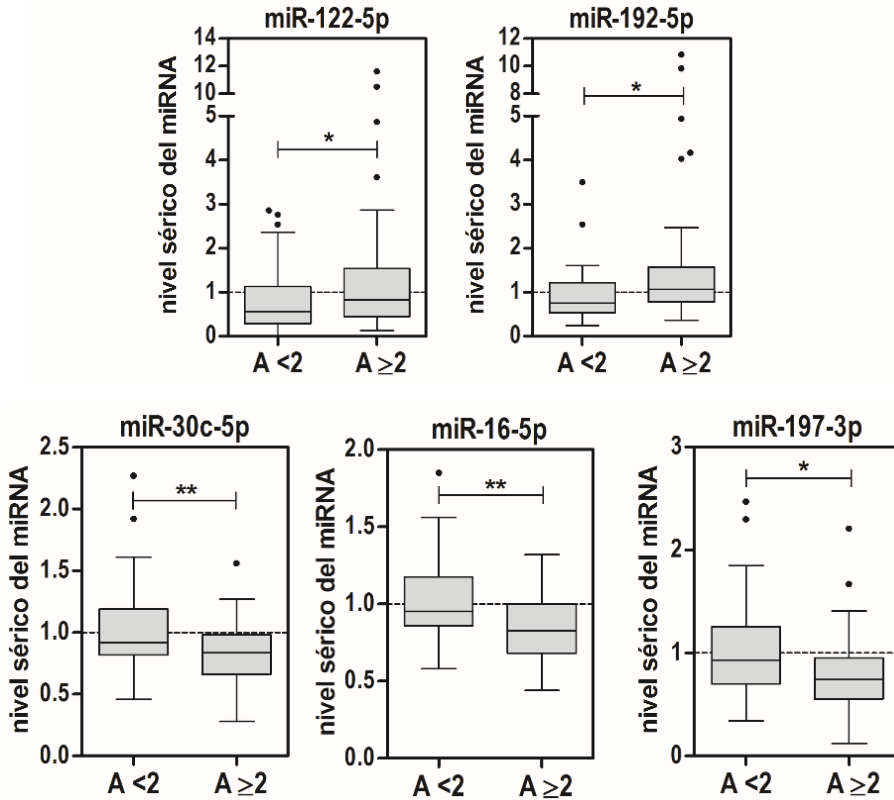 miR-122-5p
nivel sérico del miRNA
14
12
10
8
5
4
3
2
1
0
*
A <2
A ≥2
miR-192-5p
nivel sérico del miRNA
12
10
8
6
5
4
3
2
1
0
*
A <2
A ≥2
miR-30c-5p
nivel sérico del miRNA
2.5
2.0
1.5
1.0
0.5
0.0
**
A <2
A ≥2
miR-16-5p
nivel sérico del miRNA
2.0
1.5
1.0
0.5
0.0
**
A <2
A ≥2
miR-197-3p
nivel sérico del miRNA
3
2
1
0
*
A <2
A ≥2